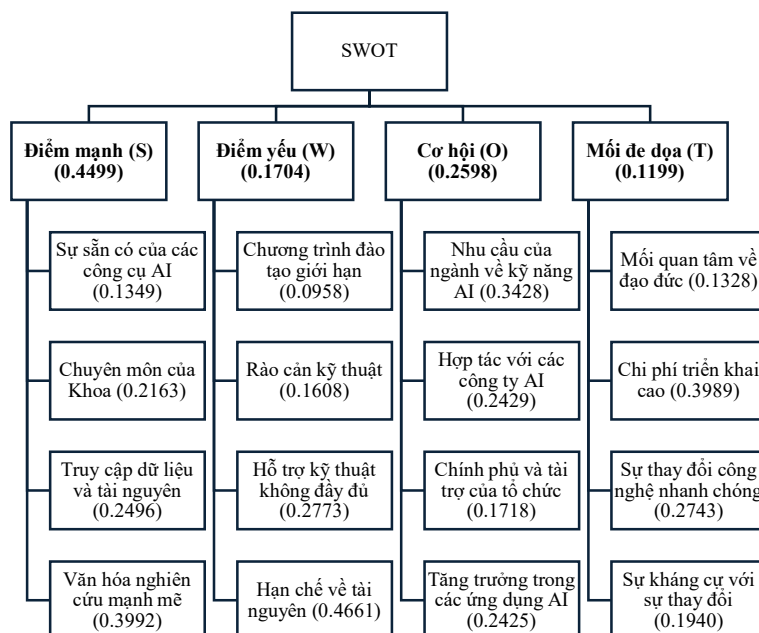 SWOT
Điểm mạnh (S)
(0.4499)
Điểm yếu (W)
(0.1704)
Cơ hội (O)
(0.2598)
Mối đe dọa (T)
(0.1199)
Sự sẵn có của các
công cụ AI
(0.1349)
Chương trình đào
tạo giới hạn
(0.0958)
Nhu cầu của
ngành về kỹ năng
AI (0.3428)
Mối quan tâm về
đạo đức (0.1328)
Chuyên môn của
Khoa (0.2163)
Rào cản kỹ thuật
(0.1608)
Hợp tác với các
công ty AI
(0.2429)
Chi phí triển khai
cao (0.3989)
Truy cập dữ liệu
và tài nguyên
(0.2496)
Hỗ trợ kỹ thuật
không đầy đủ
(0.2773)
Chính phủ và tài
trợ của tổ chức
(0.1718)
Sự thay đổi công
nghệ nhanh chóng
(0.2743)
Văn hóa nghiên
cứu mạnh mẽ
(0.3992)
Hạn chế về tài
nguyên (0.4661)
Tăng trưởng trong
các ứng dụng AI
(0.2425)
Sự kháng cự với
sự thay đổi
(0.1940)